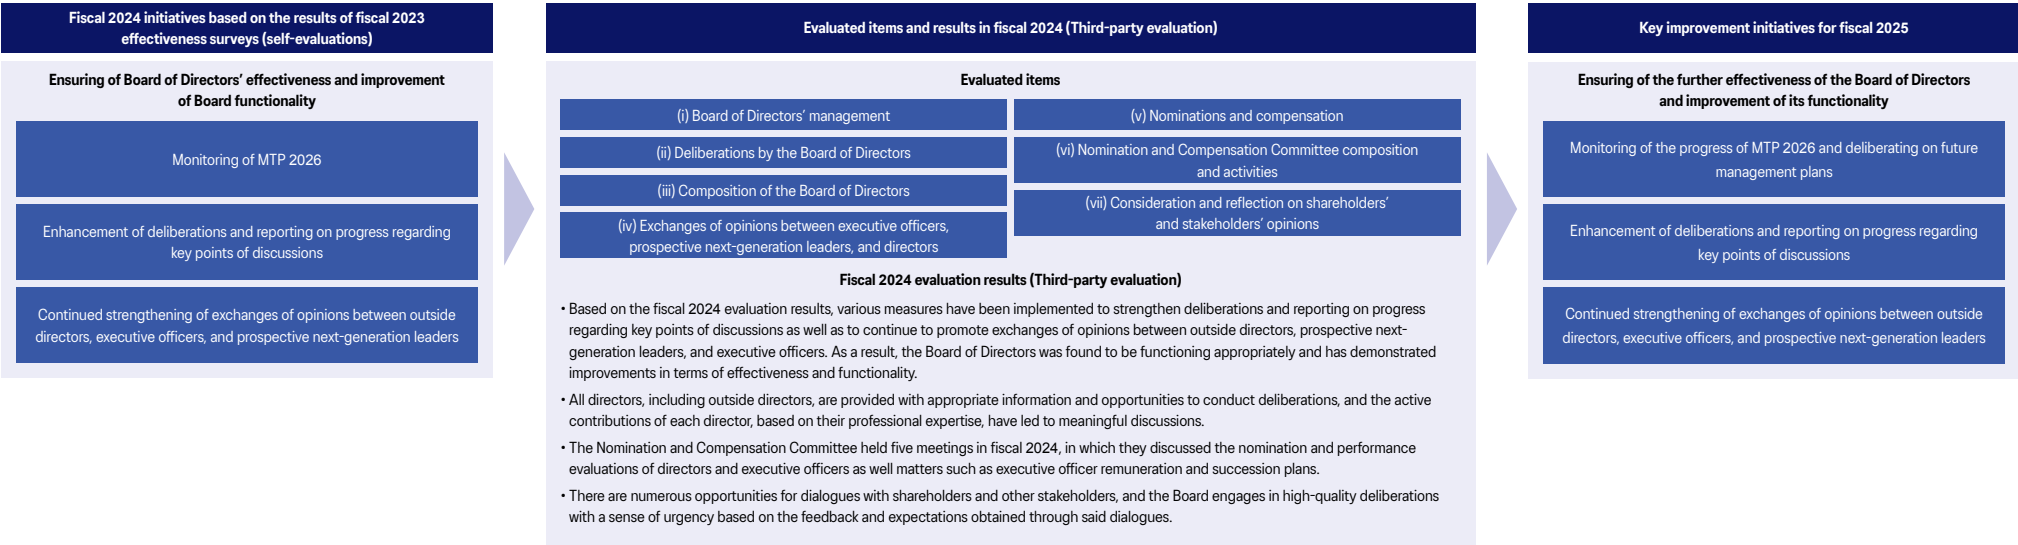 Fiscal 2024 initiatives based on the results of fiscal 2023
effectiveness surveys (self-evaluations)
Ensuring of Board of Directors’ effectiveness and improvement
of Board functionality
Monitoring of MTP 2026
Enhancement of deliberations and reporting on progress regarding
key points of discussions
Continued strengthening of exchanges of opinions between outside
directors, executive officers, and prospective next-generation leaders
Evaluated items and results in fiscal 2024 (Third-party evaluation)
Evaluated items
(i) Board of Directors’ management
(ii) Deliberations by the Board of Directors
(iii) Composition of the Board of Directors
(iv) Exchanges of opinions between executive officers,
prospective next-generation leaders, and directors
(v) Nominations and compensation
(vi) Nomination and Compensation Committee composition
and activities
(vii) Consideration and reflection on shareholders’
and stakeholders’ opinions
Fiscal 2024 evaluation results (Third-party evaluation)
• Based on the fiscal 2024 evaluation results, various measures have been implemented to strengthen deliberations and reporting on progress
regarding key points of discussions as well as to continue to promote exchanges of opinions between outside directors, prospective next-
generation leaders, and executive officers. As a result, the Board of Directors was found to be functioning appropriately and has demonstrated
improvements in terms of effectiveness and functionality.
• All directors, including outside directors, are provided with appropriate information and opportunities to conduct deliberations, and the active
contributions of each director, based on their professional expertise, have led to meaningful discussions.
• The Nomination and Compensation Committee held five meetings in fiscal 2024, in which they discussed the nomination and performance
evaluations of directors and executive officers as well matters such as executive officer remuneration and succession plans.
• There are numerous opportunities for dialogues with shareholders and other stakeholders, and the Board engages in high-quality deliberations
with a sense of urgency based on the feedback and expectations obtained through said dialogues.
Key improvement initiatives for fiscal 2025
Ensuring of the further effectiveness of the Board of Directors
and improvement of its functionality
Monitoring of the progress of MTP 2026 and deliberating on future
management plans
Enhancement of deliberations and reporting on progress regarding
key points of discussions
Continued strengthening of exchanges of opinions between outside
directors, executive officers, and prospective next-generation leaders